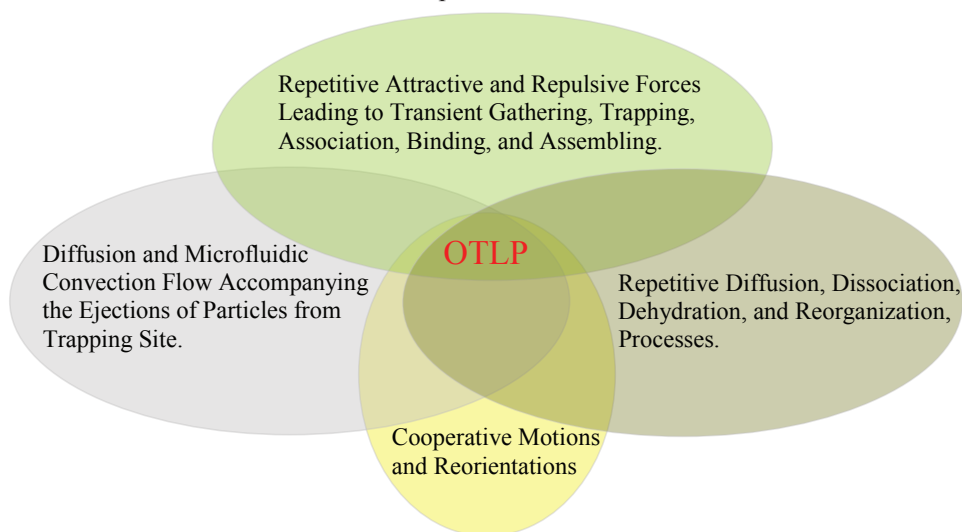 Repetitive Attractive and Repulsive Forces
Leading to Transient Gathering, Trapping,
Association, Binding, and Assembling.
OTLP
Diffusion and Microfluidic
Convection Flow Accompanying
the Ejections of Particles from
Trapping Site.
Repetitive Diffusion, Dissociation,
Dehydration, and Reorganization,
Processes.
Cooperative Motions
and Reorientations